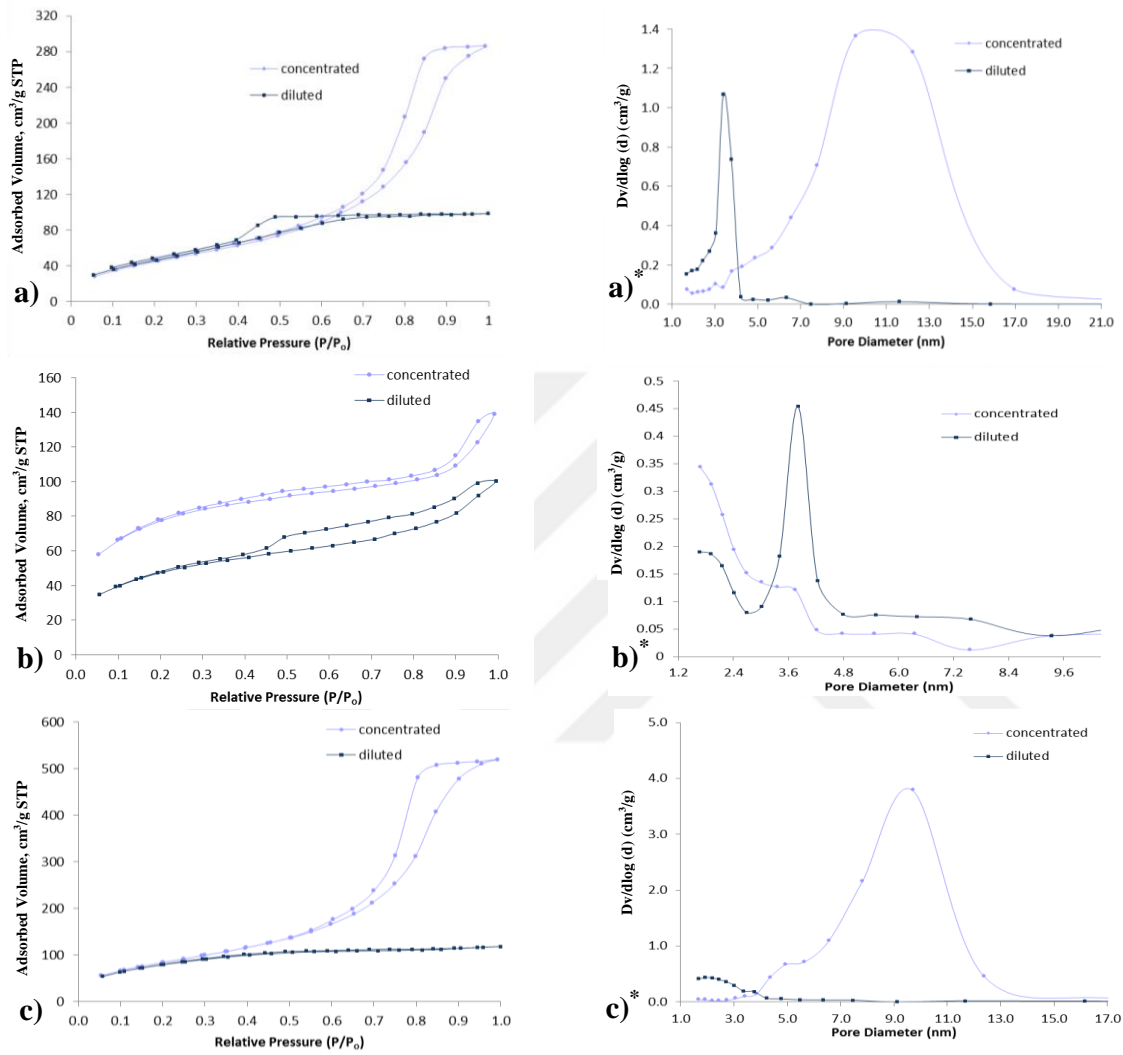 320
280
240
200
160
120
80
40
0
Adsorbed Volume, cm³/g STP
concentrated
diluted
0 0.1 0.2 0.3 0.4 0.5 0.6 0.7 0.8 0.9 1
Relative Pressure (P/Pₒ)
a)
1.4
1.2
1.0
0.8
0.6
0.4
0.2
0.0
Dv/dlog (d) (cm³/g)
concentrated
diluted
1.0 3.0 5.0 7.0 9.0 11.0 13.0 15.0 17.0 19.0 21.0
Pore Diameter (nm)
a)*
160
140
120
100
80
60
40
20
0
Adsorbed Volume, cm³/g STP
concentrated
diluted
0.0 0.1 0.2 0.3 0.4 0.5 0.6 0.7 0.8 0.9 1.0
Relative Pressure (P/Pₒ)
b)
0.5
0.45
0.4
0.35
0.3
0.25
0.2
0.15
0.1
0.05
0
Dv/dlog (d) (cm³/g)
concentrated
diluted
1.2 2.4 3.6 4.8 6.0 7.2 8.4 9.6
Pore Diameter (nm)
b)*
600
500
400
300
200
100
0
Adsorbed Volume, cm³/g STP
concentrated
diluted
0.0 0.1 0.2 0.3 0.4 0.5 0.6 0.7 0.8 0.9 1.0
Relative Pressure (P/Pₒ)
c)
5.0
4.0
3.0
2.0
1.0
0.0
Dv/dlog (d) (cm³/g)
concentrated
diluted
1.0 3.0 5.0 7.0 9.0 11.0 13.0 15.0 17.0
Pore Diameter (nm)
c)*